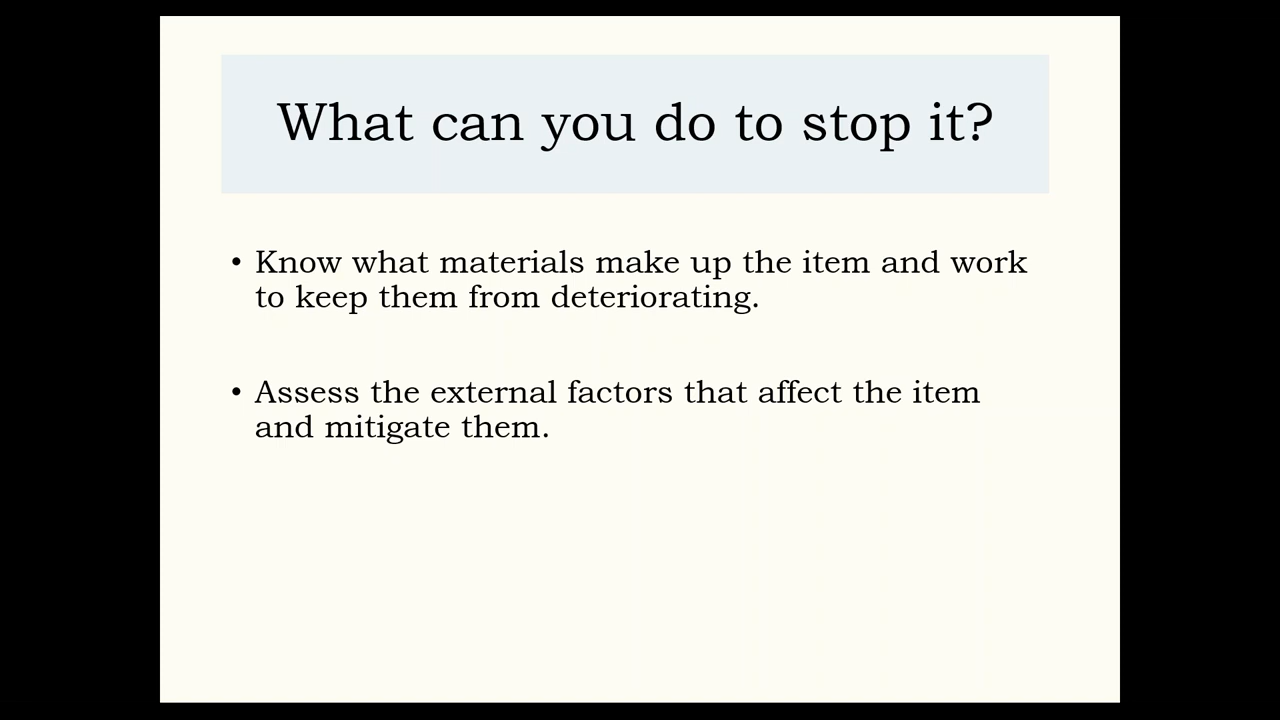 What can you do to stop it?
• Know what materials make up the item and work
to keep them from deteriorating.
• Assess the external factors that affect the item
and mitigate them.